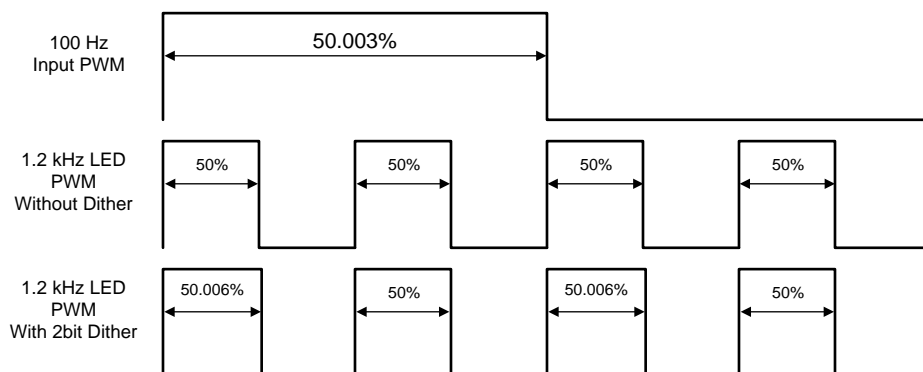 100 Hz
Input PWM
50.003%
1.2 kHz LED
PWM
Without Dither
50%
50%
50%
50%
1.2 kHz LED
PWM
With 2bit Dither
50.006%
50%
50.006%
50%